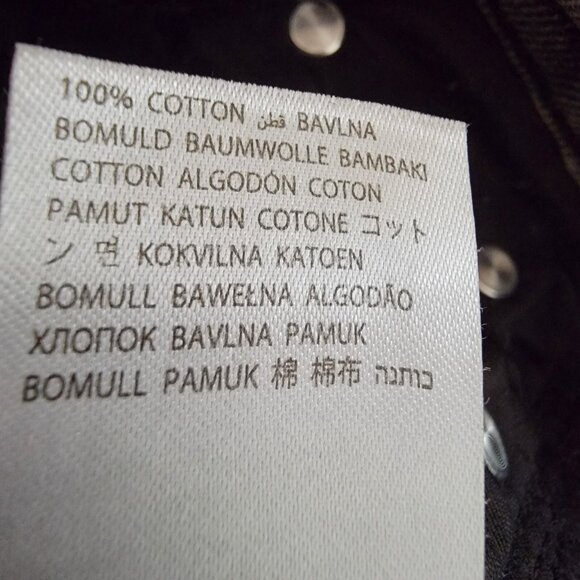 100% COTTON قطن BAVLNA
BOMULD BAUMWOLLE BAMBAKI
COTTON ALGODÓN COTON
PAMUT KATUN COTONE コット
ン 면 KOKVILNA KATOEN
BOMULL BAWEŁNA ALGODÃO
ХЛОПОК BAVLNA PAMUK
BOMULL PAMUK 棉 棉布 כותנה